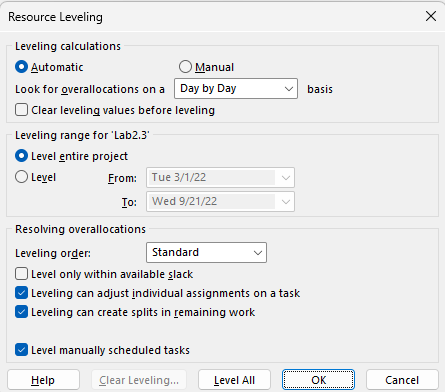 Resource Leveling
Leveling calculations
Automatic Manual
Look for overallocations on a Day by Day basis
Clear leveling values before leveling
Leveling range for 'Lab2.3'
Level entire project
Level From: Tue 3/1/22
To: Wed 9/21/22
Resolving overallocations
Leveling order: Standard
Level only within available slack
Leveling can adjust individual assignments on a task
Leveling can create splits in remaining work
Level manually scheduled tasks
Help Clear Leveling... Level All OK Cancel